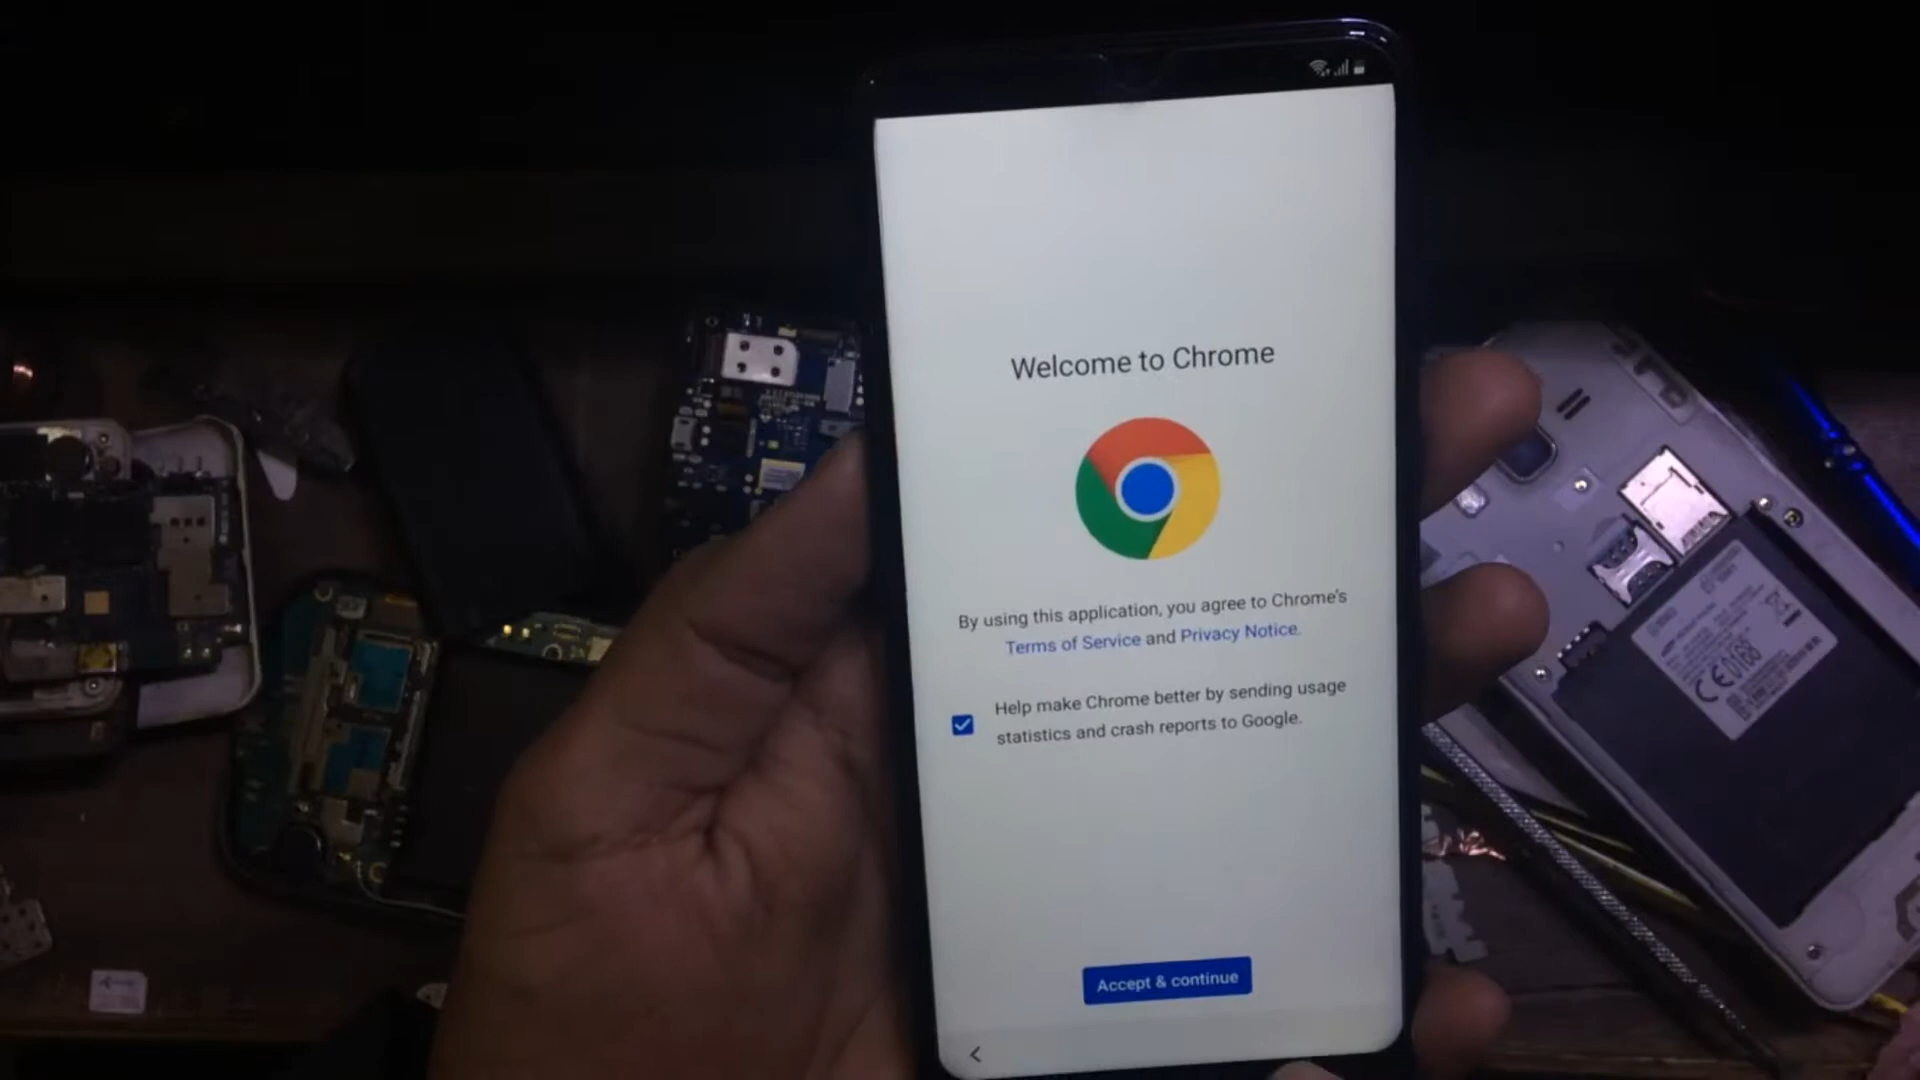 Welcome to Chrome
By using this application, you agree to Chrome's
Terms of Service and Privacy Notice.
Help make Chrome better by sending usage
statistics and crash reports to Google.
Accept & continue
CE0168